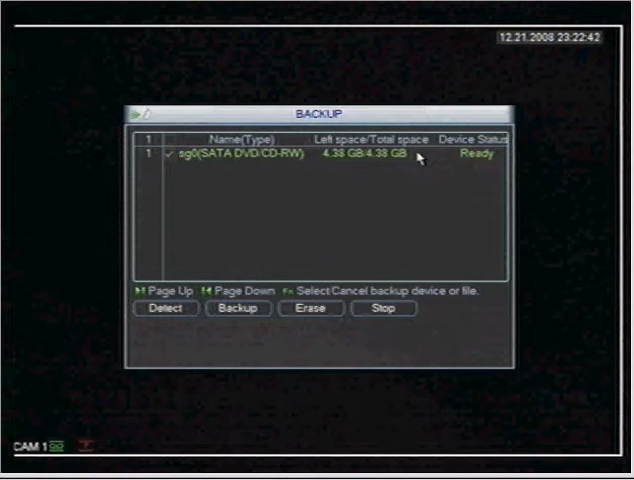 12.21.2008 23:22:42
BACKUP
1 Name(Type) Left space/Total space Device Status
1 sg0(SATA DVD/CD-RW) 4.38 GB/4.38 GB Ready
Page Up Page Down Fn Select/Cancel backup device or file.
Detect Backup Erase Stop
CAM 1